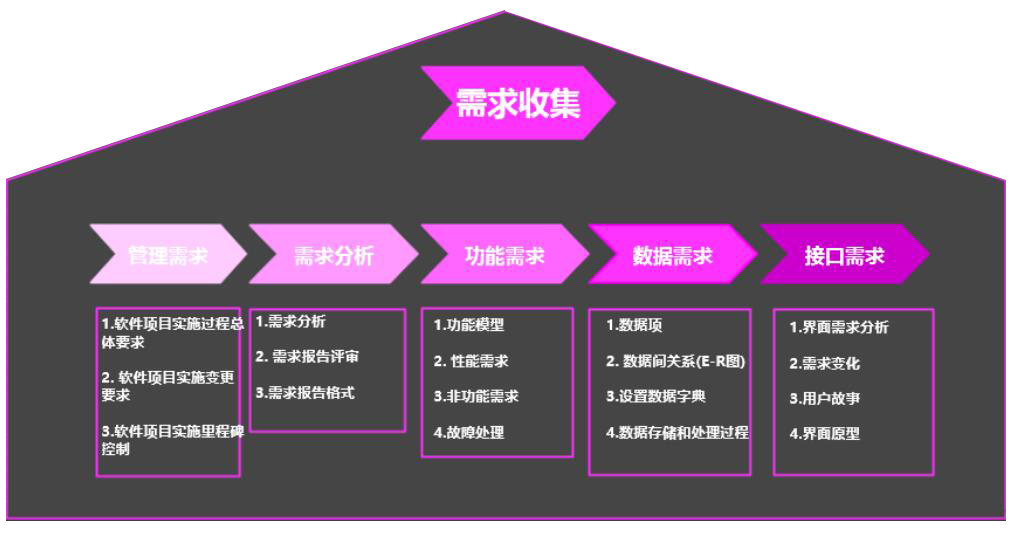 需求收集
管理需求
需求分析
功能需求
数据需求
接口需求
1.软件项目实施过程总
体要求
2. 软件项目实施变更
要求
3.软件项目实施里程碑
控制
1.需求分析
2. 需求报告评审
3.需求报告格式
1.功能模型
2. 性能需求
3.非功能需求
4.故障处理
1.数据项
2. 数据间关系(E-R图)
3.设置数据字典
4.数据存储和处理过程
1.界面需求分析
2.需求变化
3.用户故事
4.界面原型